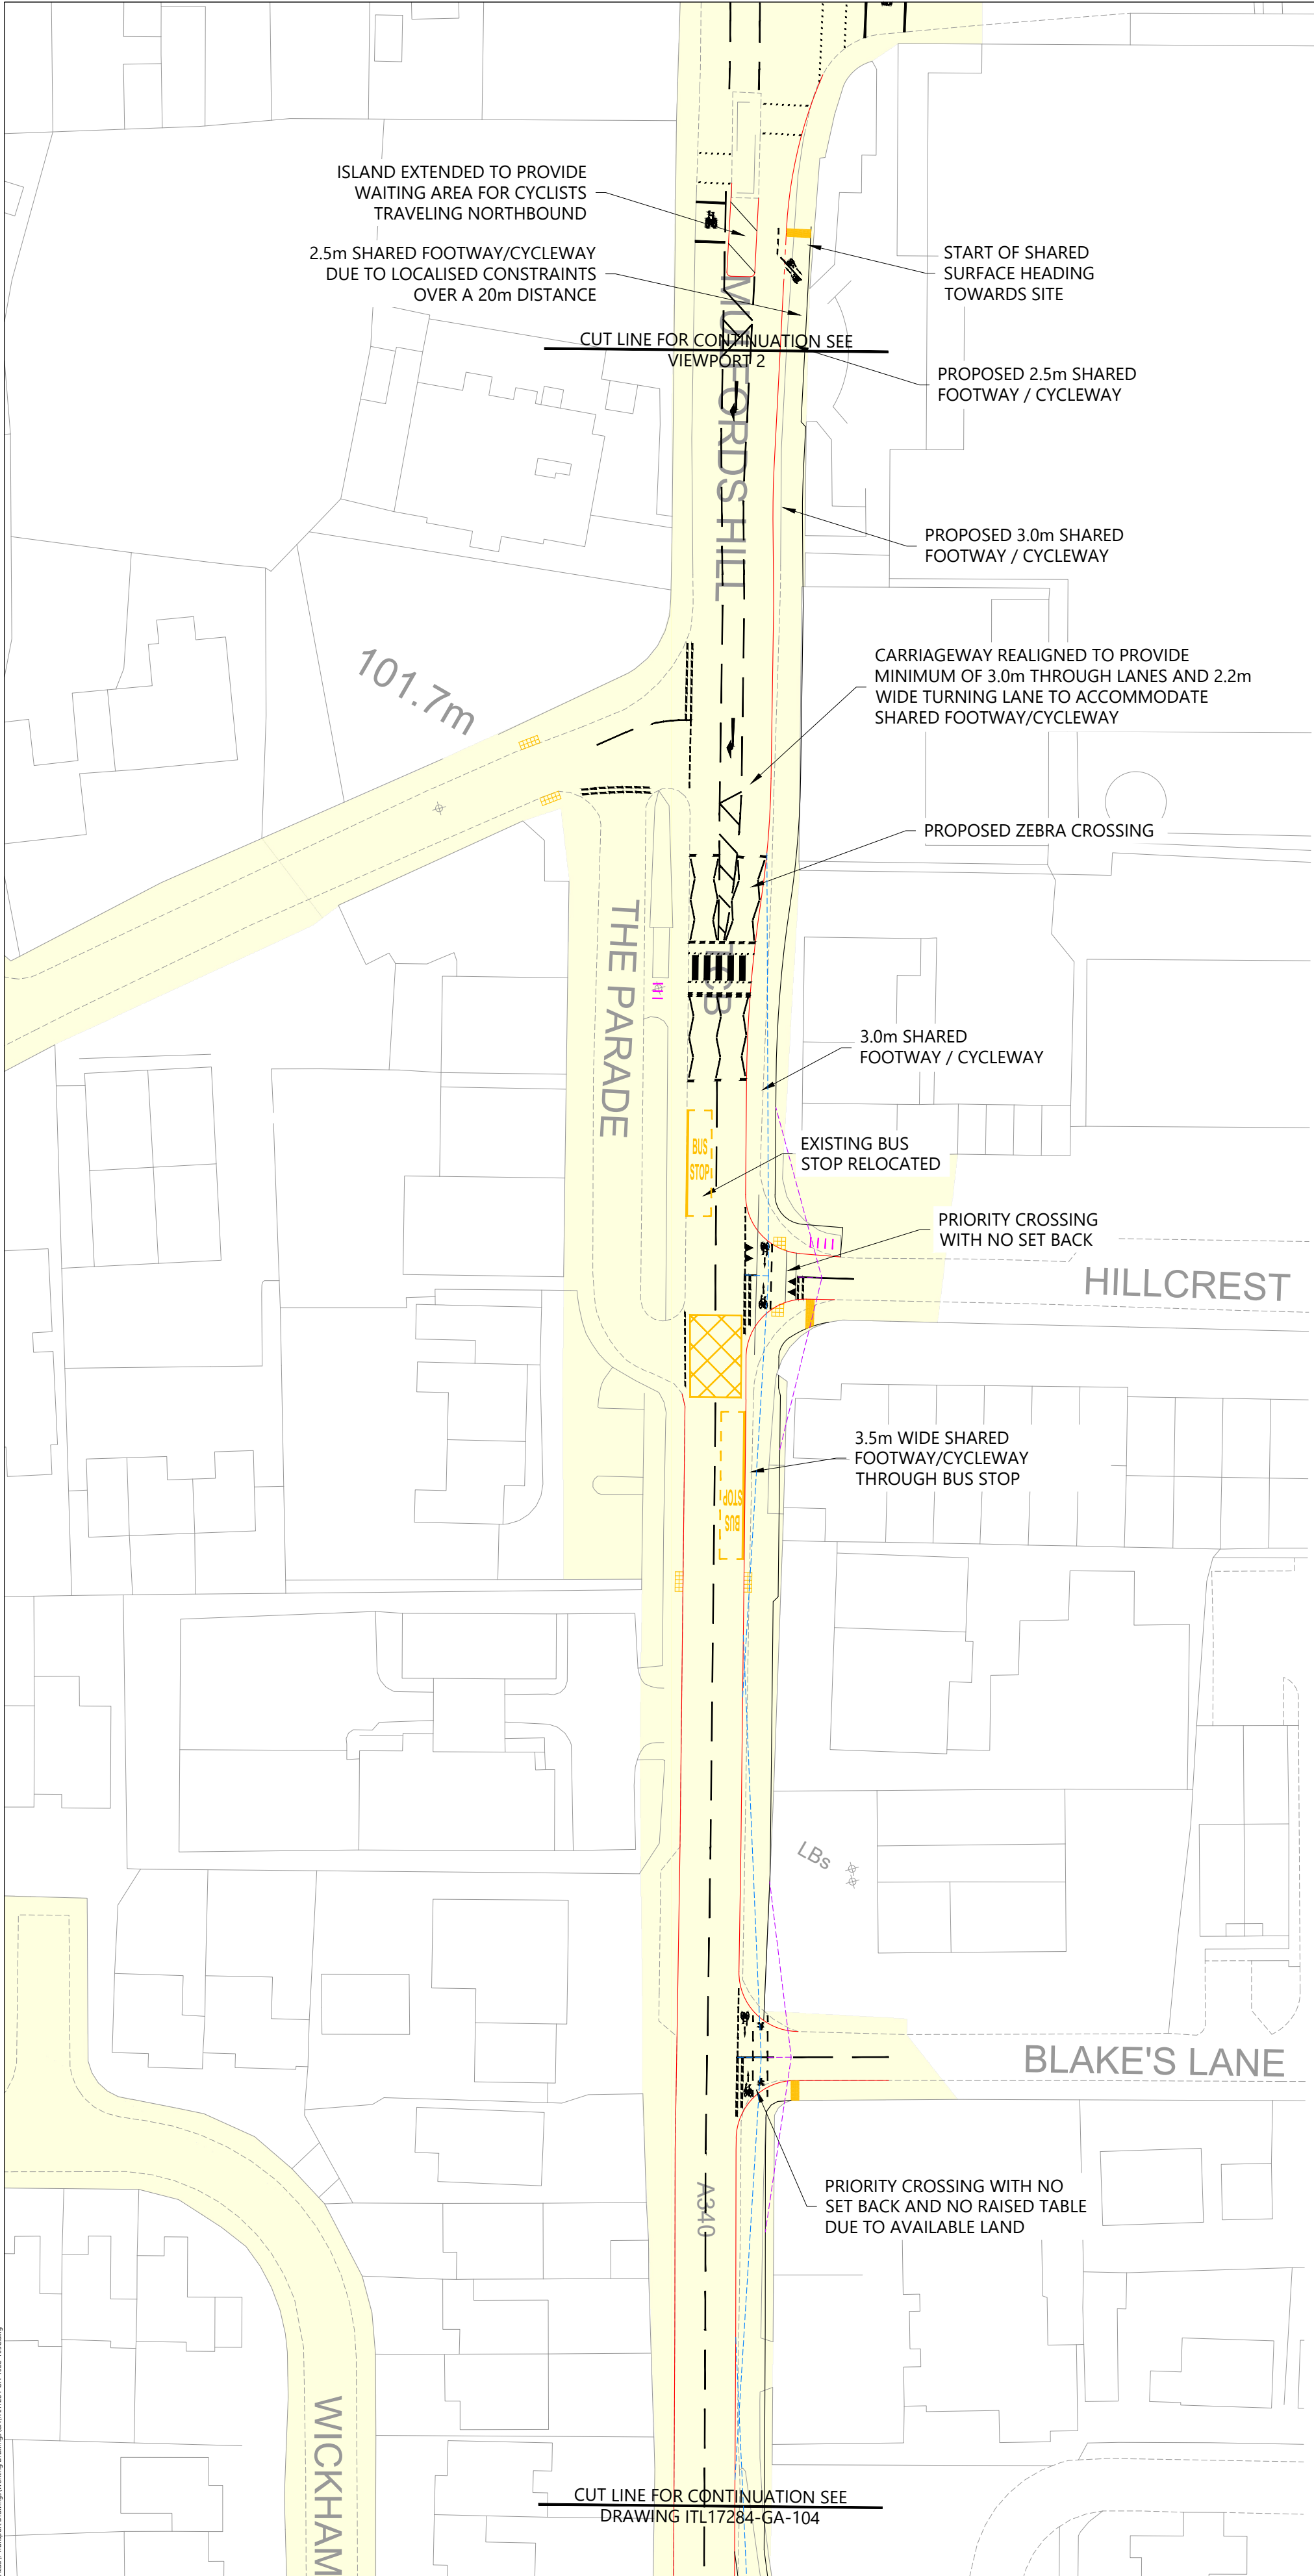 ISLAND EXTENDED TO PROVIDE
WAITING AREA FOR CYCLISTS
TRAVELING NORTHBOUND
2.5m SHARED FOOTWAY/CYCLEWAY
DUE TO LOCALISED CONSTRAINTS
OVER A 20m DISTANCE
START OF SHARED
SURFACE HEADING
TOWARDS SITE
MULFORDS HILL
CUT LINE FOR CONTINUATION SEE
VIEWPORT 2
PROPOSED 2.5m SHARED
FOOTWAY / CYCLEWAY
PROPOSED 3.0m SHARED
FOOTWAY / CYCLEWAY
101.7m
CARRIAGEWAY REALIGNED TO PROVIDE
MINIMUM OF 3.0m THROUGH LANES AND 2.2m
WIDE TURNING LANE TO ACCOMMODATE
SHARED FOOTWAY/CYCLEWAY
PROPOSED ZEBRA CROSSING
THE PARADE
TCB
3.0m SHARED
FOOTWAY / CYCLEWAY
BUS
STOP
EXISTING BUS
STOP RELOCATED
PRIORITY CROSSING
WITH NO SET BACK
HILLCREST
3.5m WIDE SHARED
FOOTWAY/CYCLEWAY
THROUGH BUS STOP
BUS
STOP
LBs
BLAKE'S LANE
PRIORITY CROSSING WITH NO
SET BACK AND NO RAISED TABLE
DUE TO AVAILABLE LAND
A340
WICKHAM
CUT LINE FOR CONTINUATION SEE
DRAWING ITL17284-GA-104